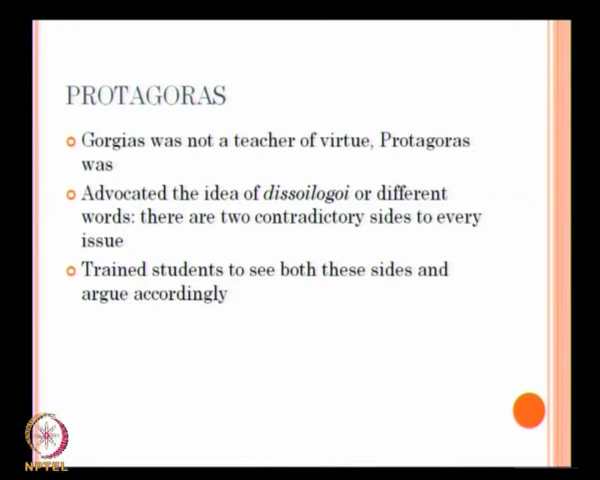 PROTAGORAS
Gorgias was not a teacher of virtue, Protagoras
was
Advocated the idea of dissoilogoi or different
words: there are two contradictory sides to every
issue
Trained students to see both these sides and
argue accordingly
NPTEL